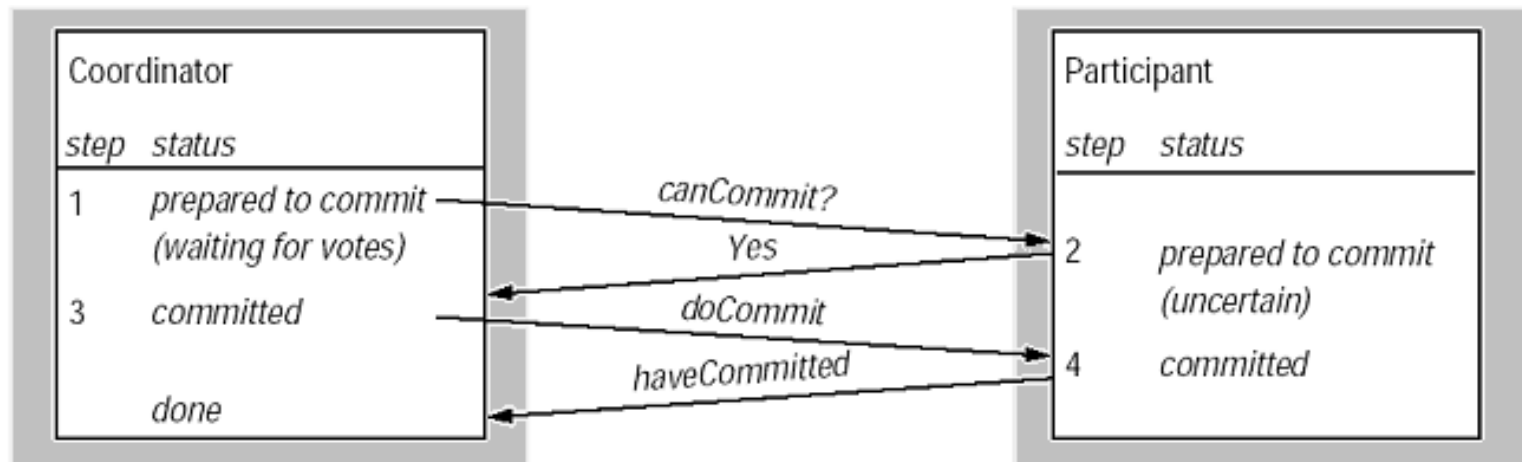 Coordinator
step status
1 prepared to commit
(waiting for votes)
3 committed
done
canCommit?
Yes
doCommit
haveCommitted
Participant
step status
2 prepared to commit
(uncertain)
4 committed